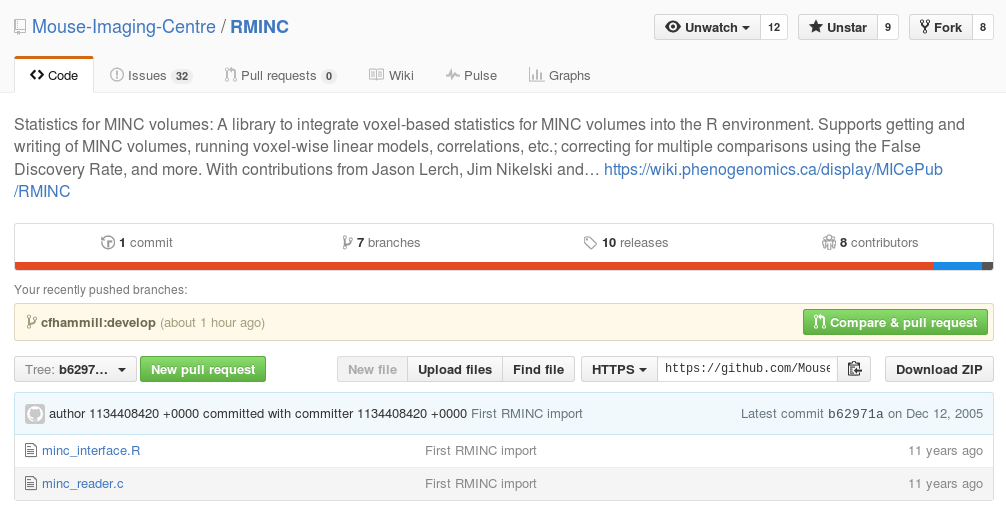 Mouse-Imaging-Centre / RMINC
Unwatch 12 Unstar 9 Fork 8
Code Issues 32 Pull requests 0 Wiki Pulse Graphs
Statistics for MINC volumes: A library to integrate voxel-based statistics for MINC volumes into the R environment. Supports getting and
writing of MINC volumes, running voxel-wise linear models, correlations, etc.; correcting for multiple comparisons using the False
Discovery Rate, and more. With contributions from Jason Lerch, Jim Nikelski and… https://wiki.phenogenomics.ca/display/MICePub
/RMINC
1 commit 7 branches 10 releases 8 contributors
Your recently pushed branches:
cfhammill:develop (about 1 hour ago) Compare & pull request
Tree: b6297… New pull request New file Upload files Find file HTTPS https://github.com/Mouse Download ZIP
author 1134408420 +0000 committed with committer 1134408420 +0000 First RMINC import Latest commit b62971a on Dec 12, 2005
minc_interface.R First RMINC import 11 years ago
minc_reader.c First RMINC import 11 years ago